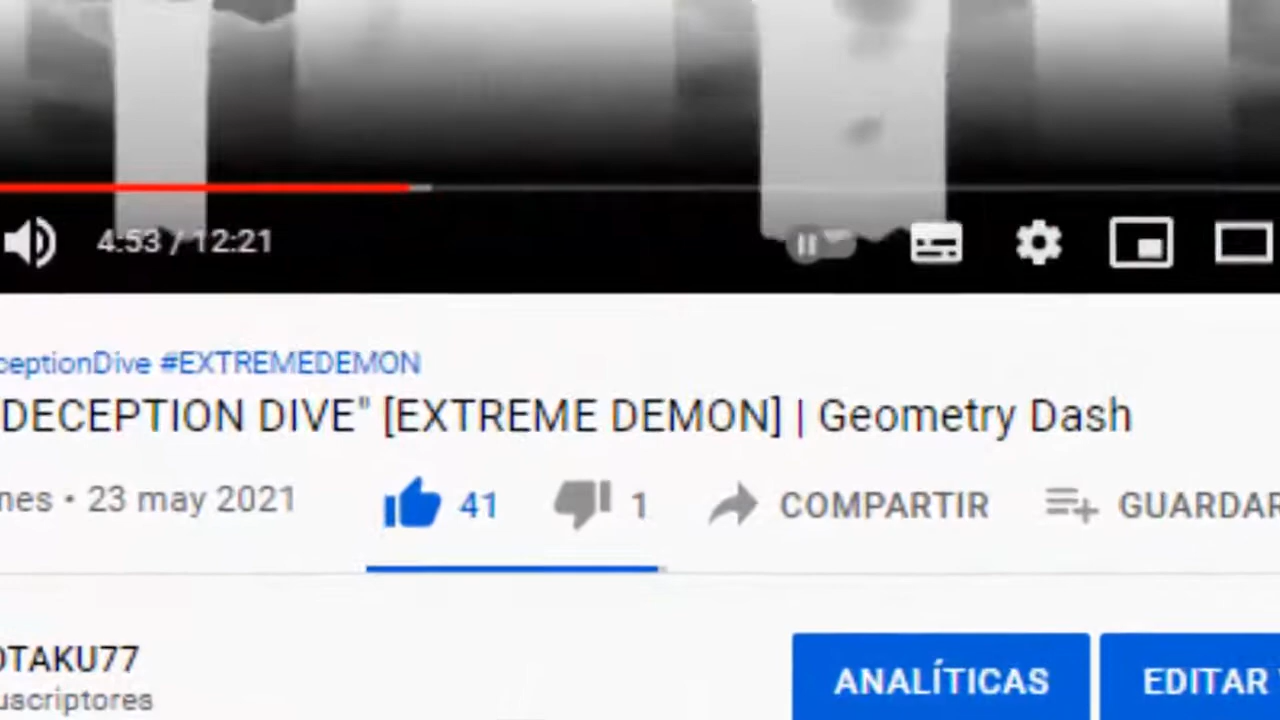 4:53 / 12:21
ceptionDive #EXTREMEDEMON
DECEPTION DIVE" [EXTREME DEMON] | Geometry Dash
nes • 23 may 2021 41 1 COMPARTIR GUARDAR
OTAKU77
uscriptores
ANALÍTICAS EDITAR